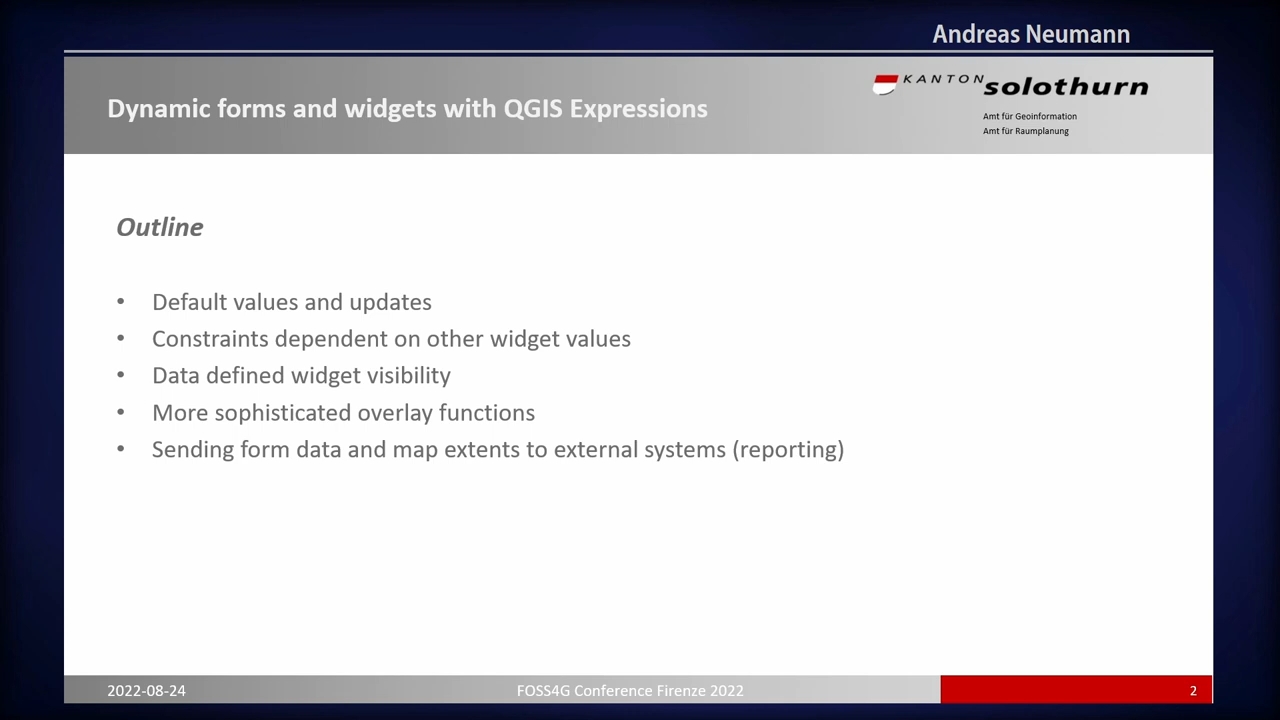 Andreas Neumann
Dynamic forms and widgets with QGIS Expressions
KANTON solothurn
Amt für Geoinformation
Amt für Raumplanung
Outline
• Default values and updates
• Constraints dependent on other widget values
• Data defined widget visibility
• More sophisticated overlay functions
• Sending form data and map extents to external systems (reporting)
2022-08-24
FOSS4G Conference Firenze 2022
2